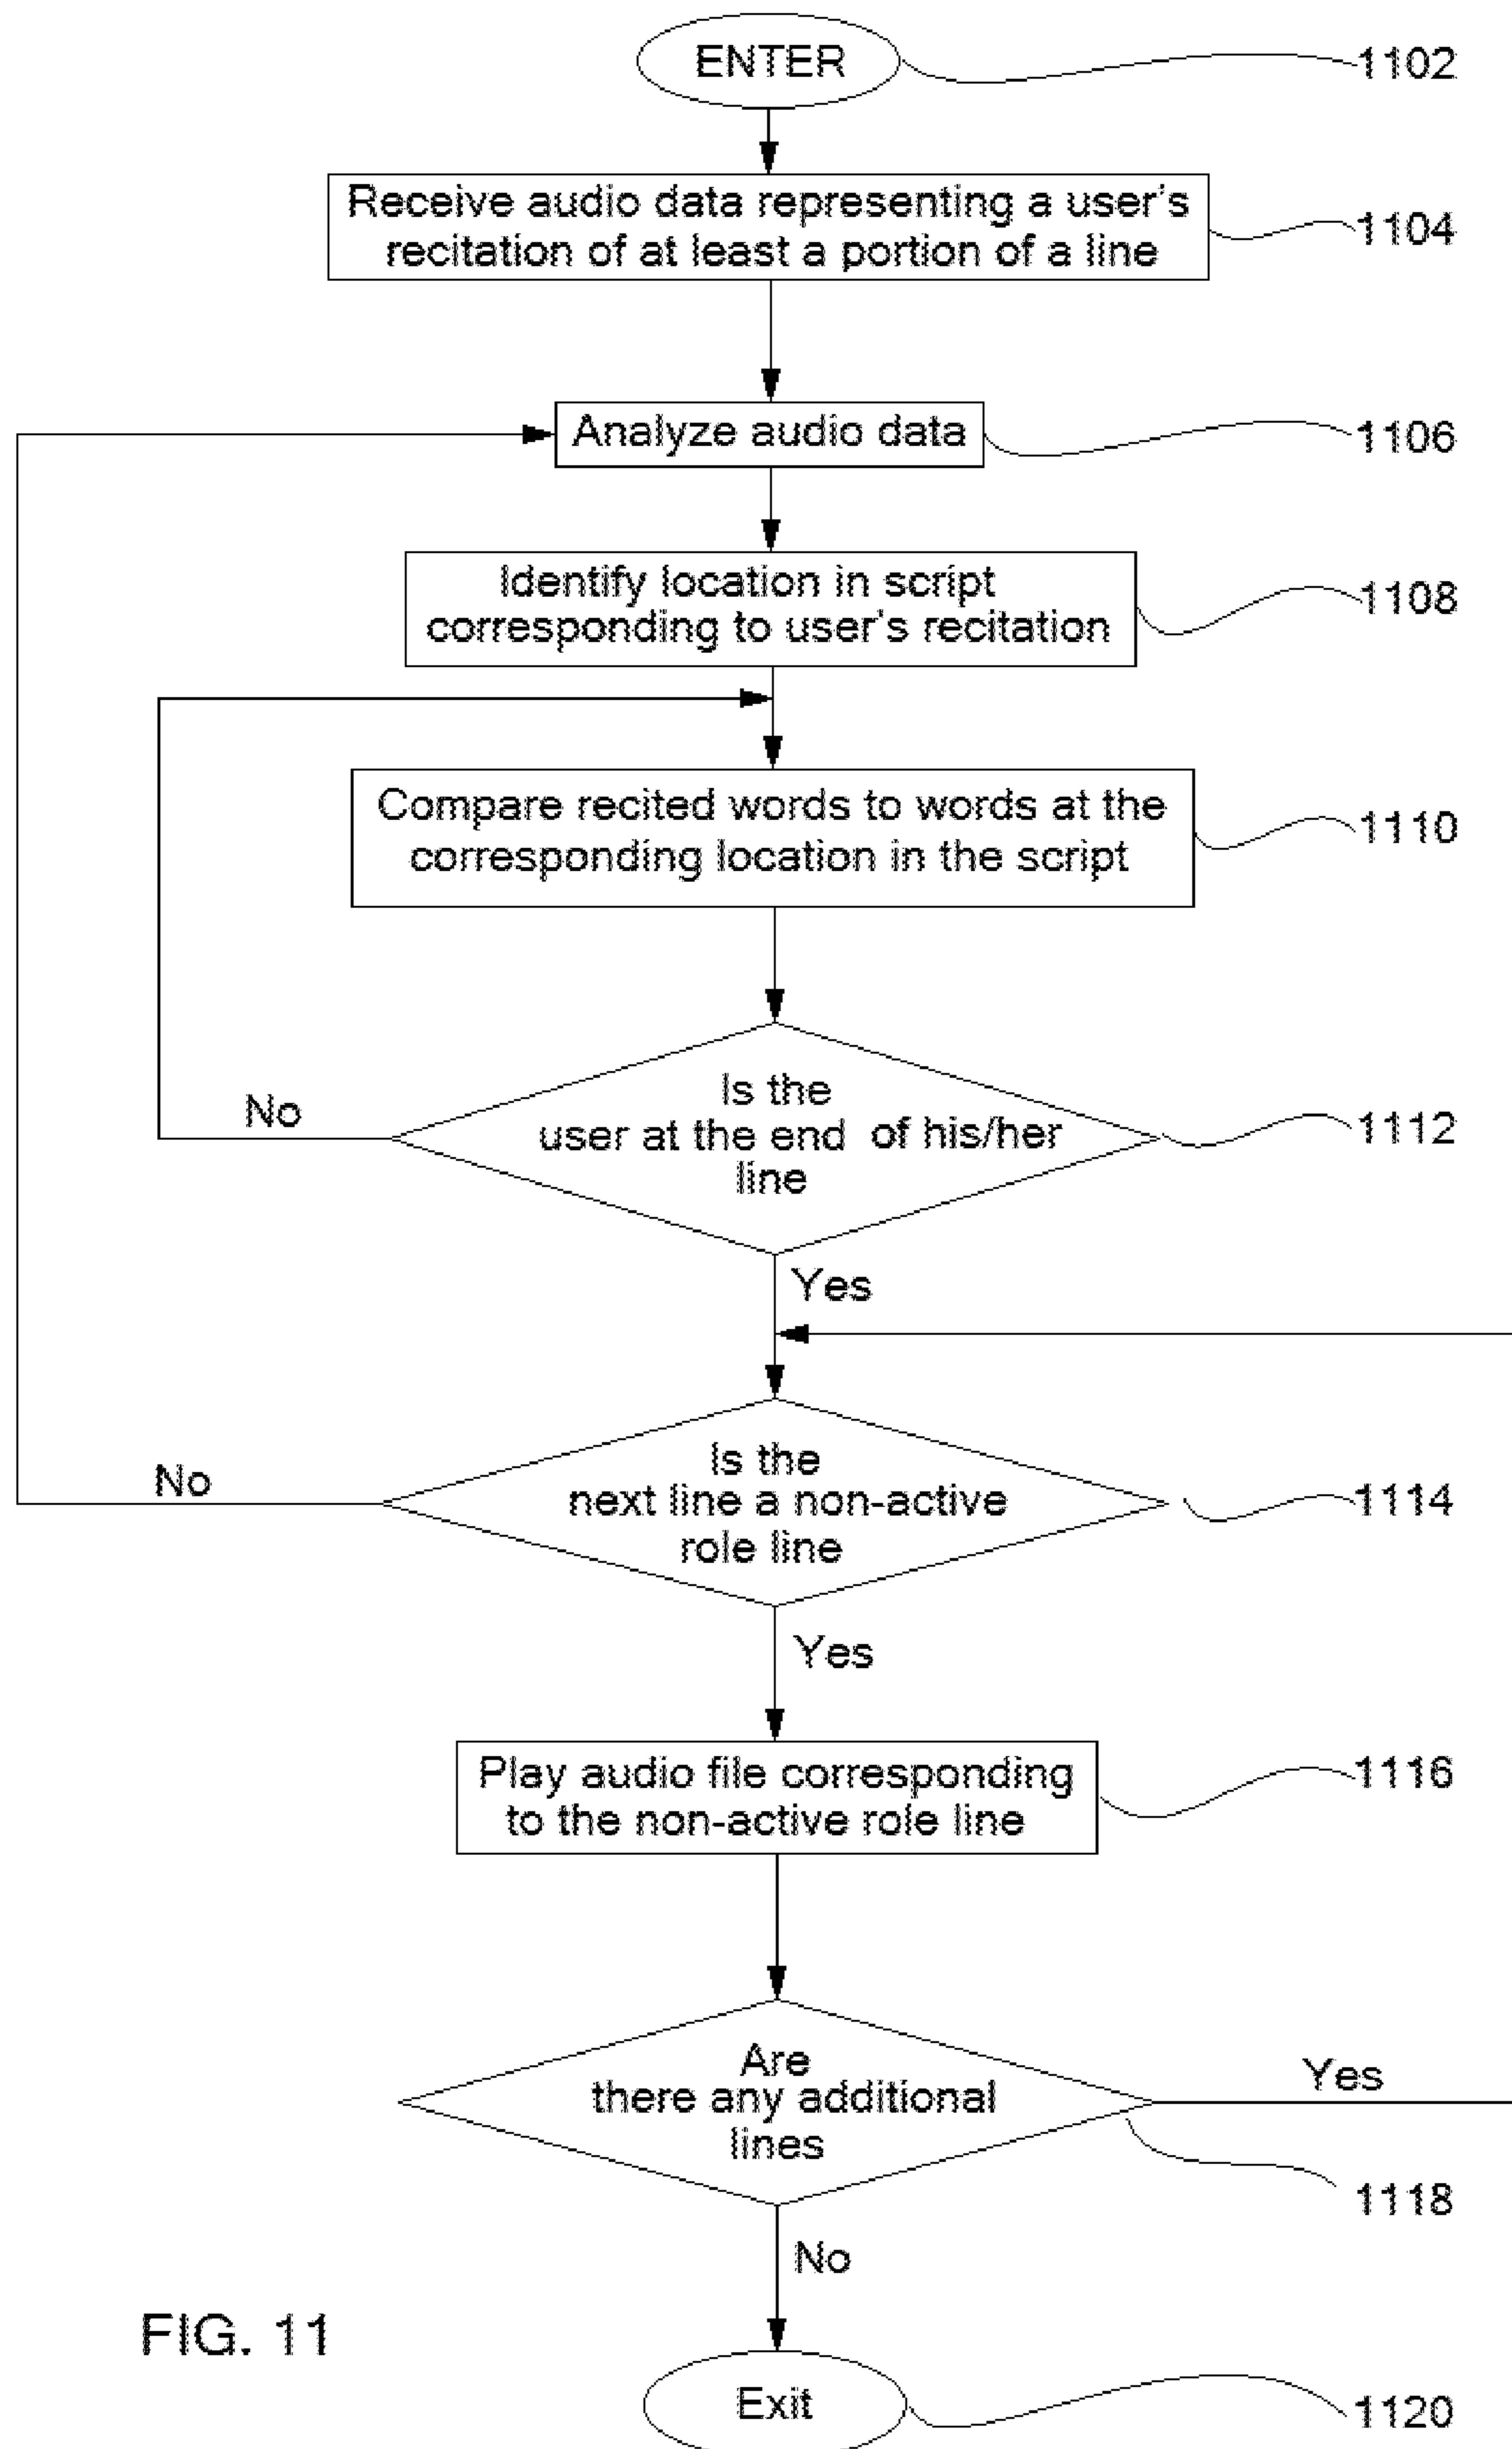 ENTER
1102
Receive audio data representing a user's
recitation of at least a portion of a line
1104
Analyze audio data
1106
Identify location in script
corresponding to user's recitation
1108
Compare recited words to words at the
corresponding location in the script
1110
Is the
user at the end of his/her
line
1112
No
Yes
Is the
next line a non-active
role line
1114
No
Yes
Play audio file corresponding
to the non-active role line
1116
Are
there any additional
lines
Yes
1118
No
FIG. 11
Exit
1120